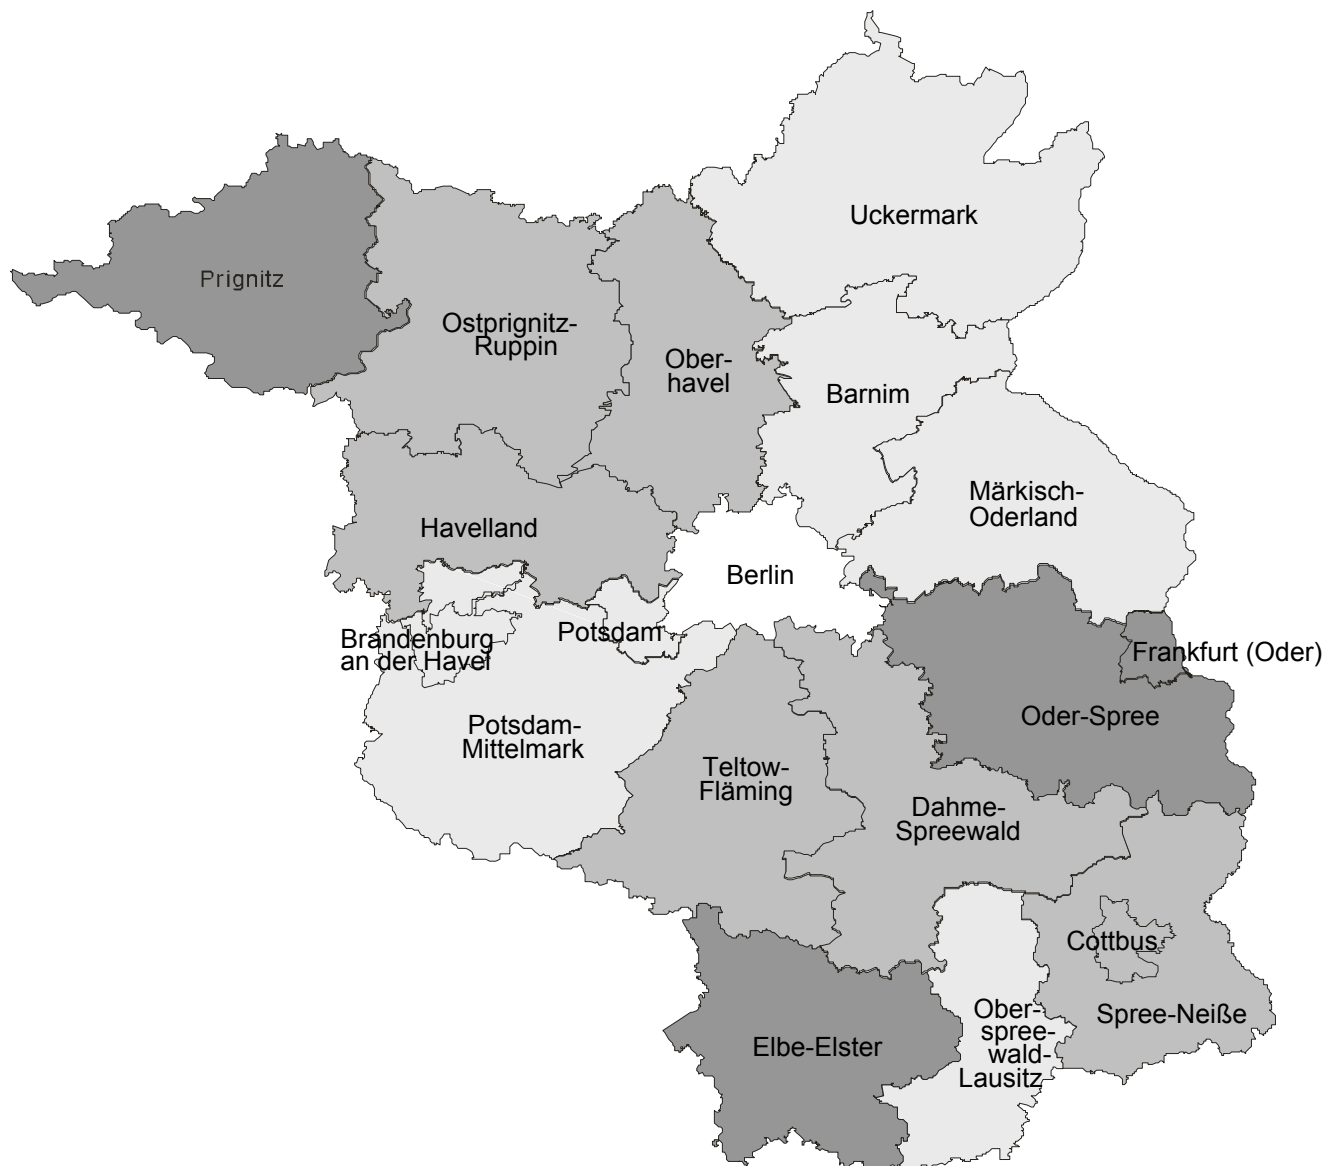 Uckermark
Prignitz
Ostprignitz-
Ruppin
Ober-
havel
Barnim
Märkisch-
Oderland
Havelland
Berlin
Brandenburg
an der Havel
Potsdam
Frankfurt (Oder)
Oder-Spree
Potsdam-
Mittelmark
Teltow-
Fläming
Dahme-
Spreewald
Cottbus
Spree-Neiße
Ober-
spree-
wald-
Lausitz
Elbe-Elster